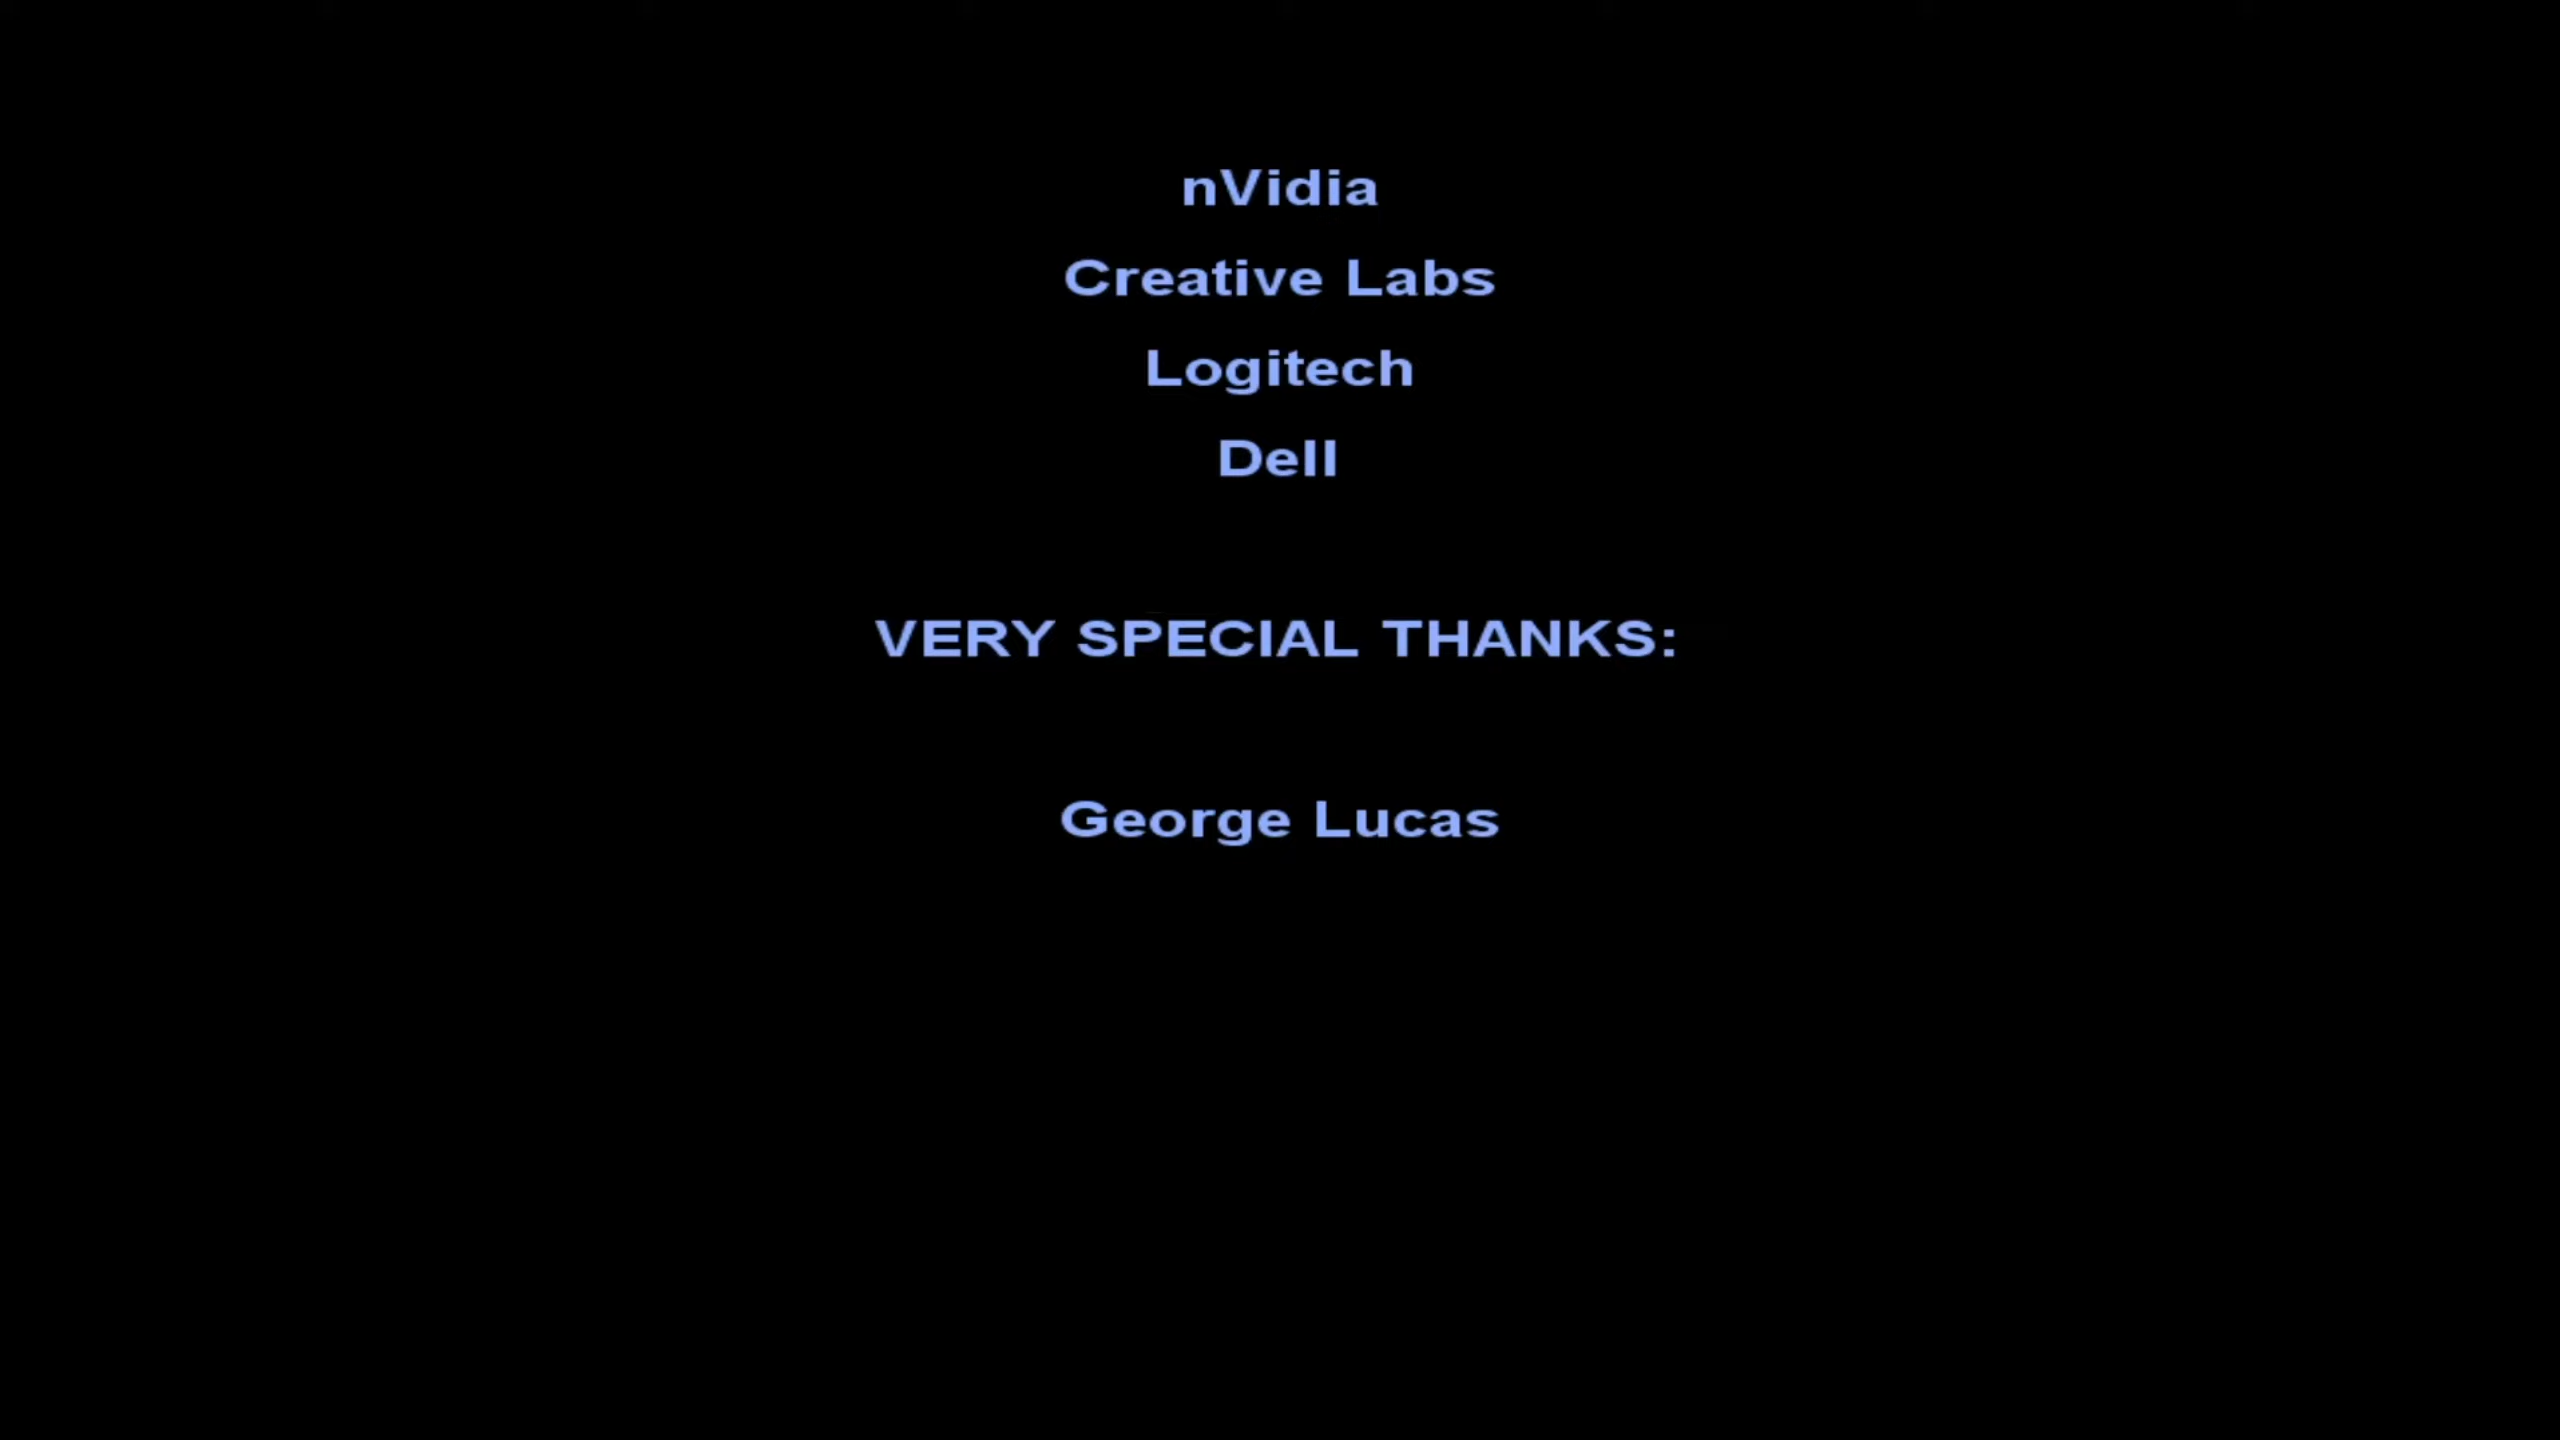 nVidia
Creative Labs
Logitech
Dell
VERY SPECIAL THANKS:
George Lucas